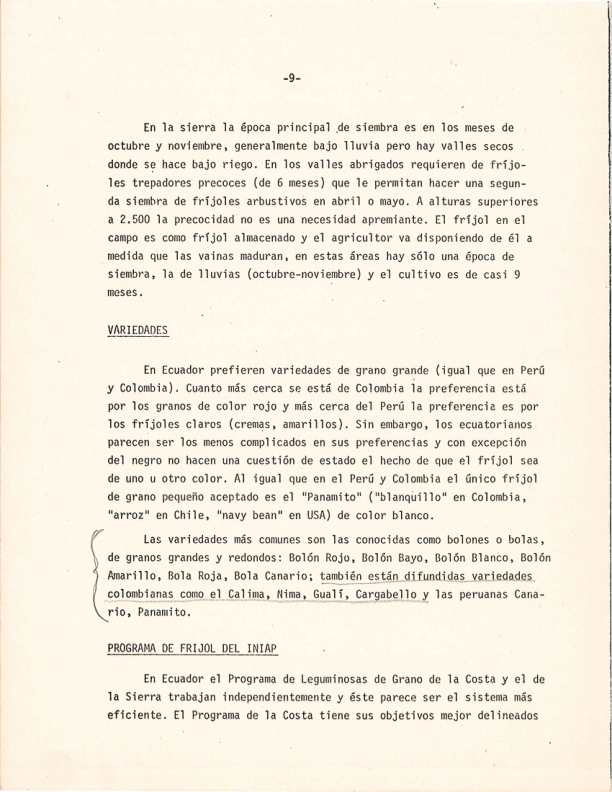 -9-
En la sierra la época principal de siembra es en los meses de
octubre y noviembre, generalmente bajo lluvia pero hay valles secos
donde se hace bajo riego. En los valles abrigados requieren de fríjo-
les trepadores precoces (de 6 meses) que le permitan hacer una segun-
da siembra de fríjoles arbustivos en abril o mayo. A alturas superiores
a 2.500 la precocidad no es una necesidad apremiante. El fríjol en el
campo es como fríjol almacenado y el agricultor va disponiendo de él a
medida que las vainas maduran, en estas áreas hay sólo una época de
siembra, la de lluvias (octubre-noviembre) y el cultivo es de casi 9
meses.
VARIEDADES
En Ecuador prefieren variedades de grano grande (igual que en Perú
y Colombia). Cuanto más cerca se está de Colombia la preferencia está
por los granos de color rojo y más cerca del Perú la preferencia es por
los fríjoles claros (cremas, amarillos). Sin embargo, los ecuatorianos
parecen ser los menos complicados en sus preferencias y con excepción
del negro no hacen una cuestión de estado el hecho de que el fríjol sea
de uno u otro color. Al igual que en el Perú y Colombia el único fríjol
de grano pequeño aceptado es el "Panamito" ("blanquillo" en Colombia,
"arroz" en Chile, "navy bean" en USA) de color blanco.
Las variedades más comunes son las conocidas como bolones o bolas,
de granos grandes y redondos: Bolón Rojo, Bolón Bayo, Bolón Blanco, Bolón
Amarillo, Bola Roja, Bola Canario; también están difundidas variedades
colombianas como el Calima, Nima, Gualí, Cargabello y las peruanas Cana-
rio, Panamito.
PROGRAMA DE FRIJOL DEL INIAP
En Ecuador el Programa de Leguminosas de Grano de la Costa y el de
la Sierra trabajan independientemente y éste parece ser el sistema más
eficiente. El Programa de la Costa tiene sus objetivos mejor delineados